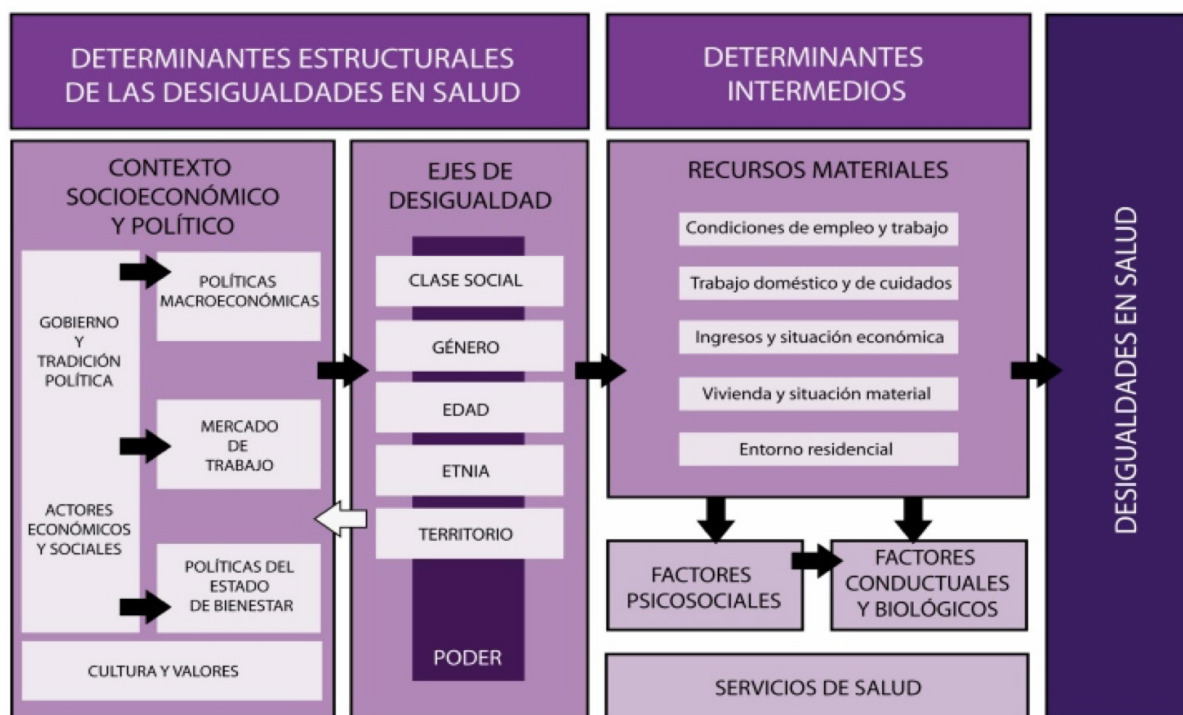 DETERMINANTES ESTRUCTURALES
DE LAS DESIGUALDADES EN SALUD
DETERMINANTES
INTERMEDIOS
CONTEXTO
SOCIOECONÓMICO
Y POLÍTICO
GOBIERNO
Y
TRADICIÓN
POLÍTICA
ACTORES
ECONÓMICOS
Y SOCIALES
POLÍTICAS
MACROECONÓMICAS
MERCADO
DE
TRABAJO
POLÍTICAS DEL
ESTADO
DE BIENESTAR
CULTURA Y VALORES
EJES DE
DESIGUALDAD
CLASE SOCIAL
GÉNERO
EDAD
ETNIA
TERRITORIO
PODER
RECURSOS MATERIALES
Condiciones de empleo y trabajo
Trabajo doméstico y de cuidados
Ingresos y situación económica
Vivienda y situación material
Entorno residencial
FACTORES
PSICOSOCIALES
FACTORES
CONDUCTUALES
Y BIOLÓGICOS
SERVICIOS DE SALUD
DESIGUALDADES EN SALUD